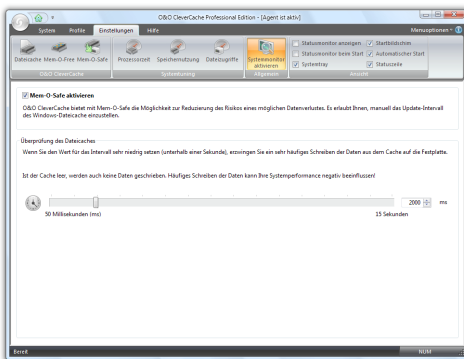 O&O CleverCache Professional Edition - [Agent ist aktiv]
System Profile Einstellungen Hilfe Menuoptionen
Dateicache Mem-O-Free Mem-O-Safe Prozessorzeit Speichernutzung Dateizugriffe Systemmonitor aktivieren
Statusmonitor anzeigen Startbildschirm
Statusmonitor beim Start Automatischer Start
Systemtray Statuszeile
O&O CleverCache Systemtuning Allgemein Ansicht
Mem-O-Safe aktivieren
O&O CleverCache bietet mit Mem-O-Safe die Möglichkeit zur Reduzierung des Risikos eines möglichen Datenverlustes. Es erlaubt Ihnen, manuell das Update-Intervall
des Windows-Dateicache einzustellen.
Überprüfung des Dateicaches
Wenn Sie den Wert für das Intervall sehr niedrig setzen (unterhalb einer Sekunde), erzwingen Sie ein sehr häufiges Schreiben der Daten aus dem Cache auf die Festplatte.
Ist der Cache leer, werden auch keine Daten geschrieben. Häufiges Schreiben der Daten kann Ihre Systemperformance negativ beeinflussen!
2000 ms
50 Millisekunden (ms) 15 Sekunden
Bereit NUM